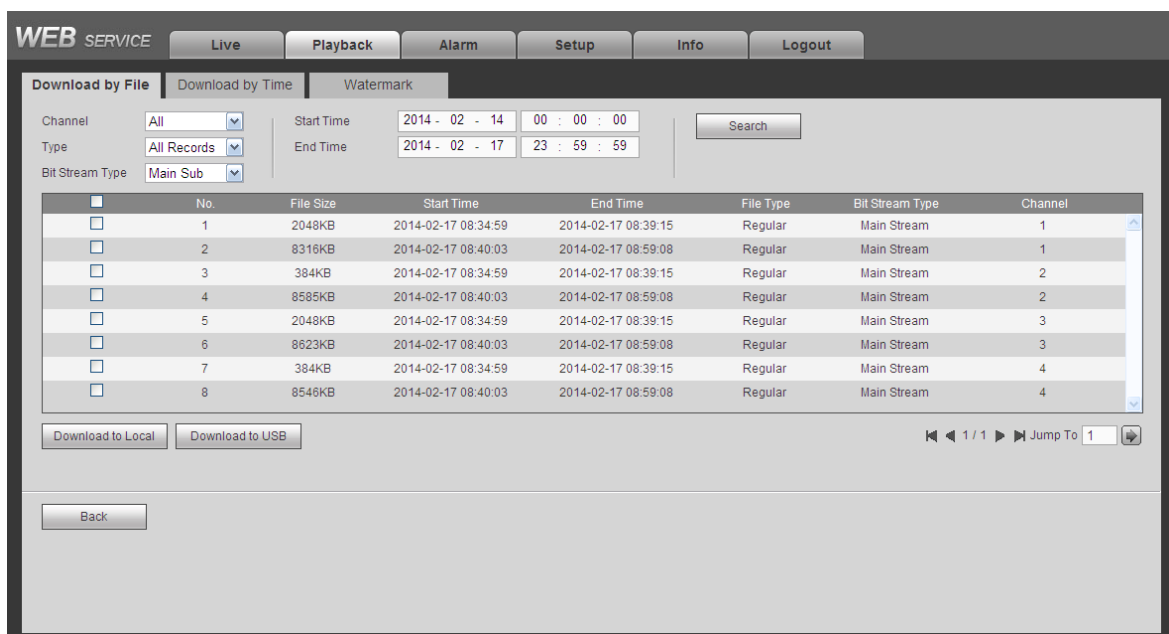 WEB SERVICE Live Playback Alarm Setup Info Logout
Download by File Download by Time Watermark
Channel All Start Time 2014 - 02 - 14 00 : 00 : 00 Search
Type All Records End Time 2014 - 02 - 17 23 : 59 : 59
Bit Stream Type Main Sub
No. File Size Start Time End Time File Type Bit Stream Type Channel
1 2048KB 2014-02-17 08:34:59 2014-02-17 08:39:15 Regular Main Stream 1
2 8316KB 2014-02-17 08:40:03 2014-02-17 08:59:08 Regular Main Stream 1
3 384KB 2014-02-17 08:34:59 2014-02-17 08:39:15 Regular Main Stream 2
4 8585KB 2014-02-17 08:40:03 2014-02-17 08:59:08 Regular Main Stream 2
5 2048KB 2014-02-17 08:34:59 2014-02-17 08:39:15 Regular Main Stream 3
6 8623KB 2014-02-17 08:40:03 2014-02-17 08:59:08 Regular Main Stream 3
7 384KB 2014-02-17 08:34:59 2014-02-17 08:39:15 Regular Main Stream 4
8 8546KB 2014-02-17 08:40:03 2014-02-17 08:59:08 Regular Main Stream 4
Download to Local Download to USB 1 / 1 Jump To 1
Back